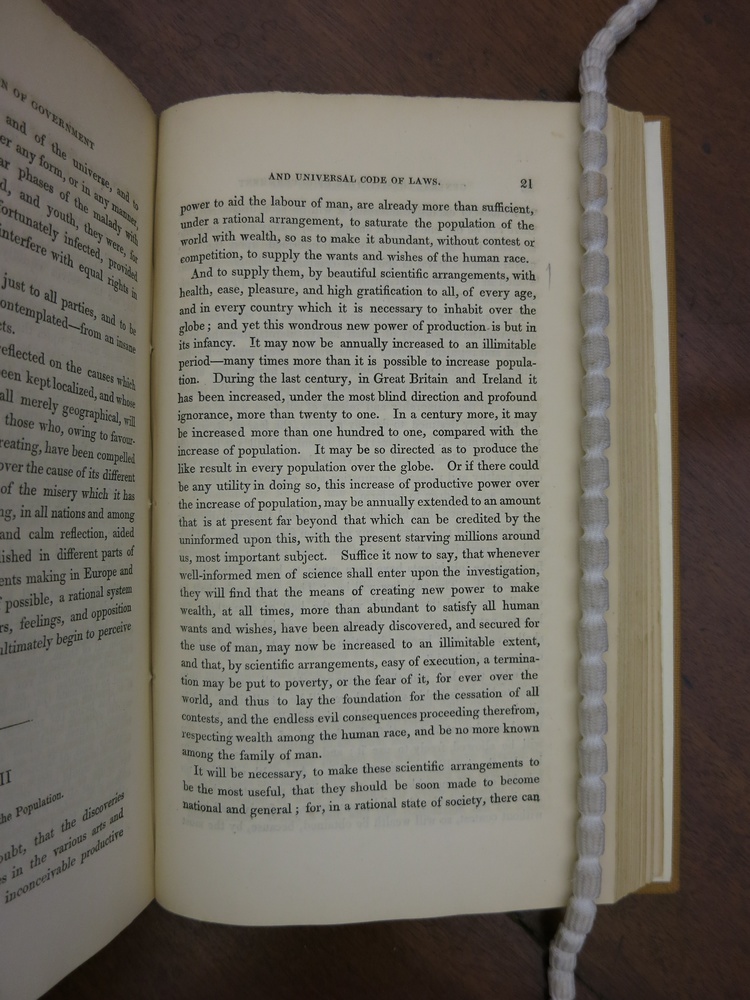 N OF GOVERNMENT
and of the universe, and to
er any form, or in any manner,
ar phases of the malady with
d, and youth, they were, for
fortunately infected, provided
interfere with equal rights in
just to all parties, and to be
ontemplated—from an insane
cts.
reflected on the causes which
een kept localized, and whose
all merely geographical, will
those who, owing to favour-
reating, have been compelled
over the cause of its different
of the misery which it has
ng, in all nations and among
and calm reflection, aided
lished in different parts of
ents making in Europe and
possible, a rational system
rs, feelings, and opposition
ultimately begin to perceive
II
the Population.
oubt, that the discoveries
s in the various arts and
inconceivable productive
AND UNIVERSAL CODE OF LAWS. 21
power to aid the labour of man, are already more than sufficient,
under a rational arrangement, to saturate the population of the
world with wealth, so as to make it abundant, without contest or
competition, to supply the wants and wishes of the human race.
And to supply them, by beautiful scientific arrangements, with
health, ease, pleasure, and high gratification to all, of every age,
and in every country which it is necessary to inhabit over the
globe; and yet this wondrous new power of production is but in
its infancy. It may now be annually increased to an illimitable
period—many times more than it is possible to increase popula-
tion. During the last century, in Great Britain and Ireland it
has been increased, under the most blind direction and profound
ignorance, more than twenty to one. In a century more, it may
be increased more than one hundred to one, compared with the
increase of population. It may be so directed as to produce the
like result in every population over the globe. Or if there could
be any utility in doing so, this increase of productive power over
the increase of population, may be annually extended to an amount
that is at present far beyond that which can be credited by the
uninformed upon this, with the present starving millions around
us, most important subject. Suffice it now to say, that whenever
well-informed men of science shall enter upon the investigation,
they will find that the means of creating new power to make
wealth, at all times, more than abundant to satisfy all human
wants and wishes, have been already discovered, and secured for
the use of man, may now be increased to an illimitable extent,
and that, by scientific arrangements, easy of execution, a termina-
tion may be put to poverty, or the fear of it, for ever over the
world, and thus to lay the foundation for the cessation of all
contests, and the endless evil consequences proceeding therefrom,
respecting wealth among the human race, and be no more known
among the family of man.
It will be necessary, to make these scientific arrangements to
be the most useful, that they should be soon made to become
national and general; for, in a rational state of society, there can